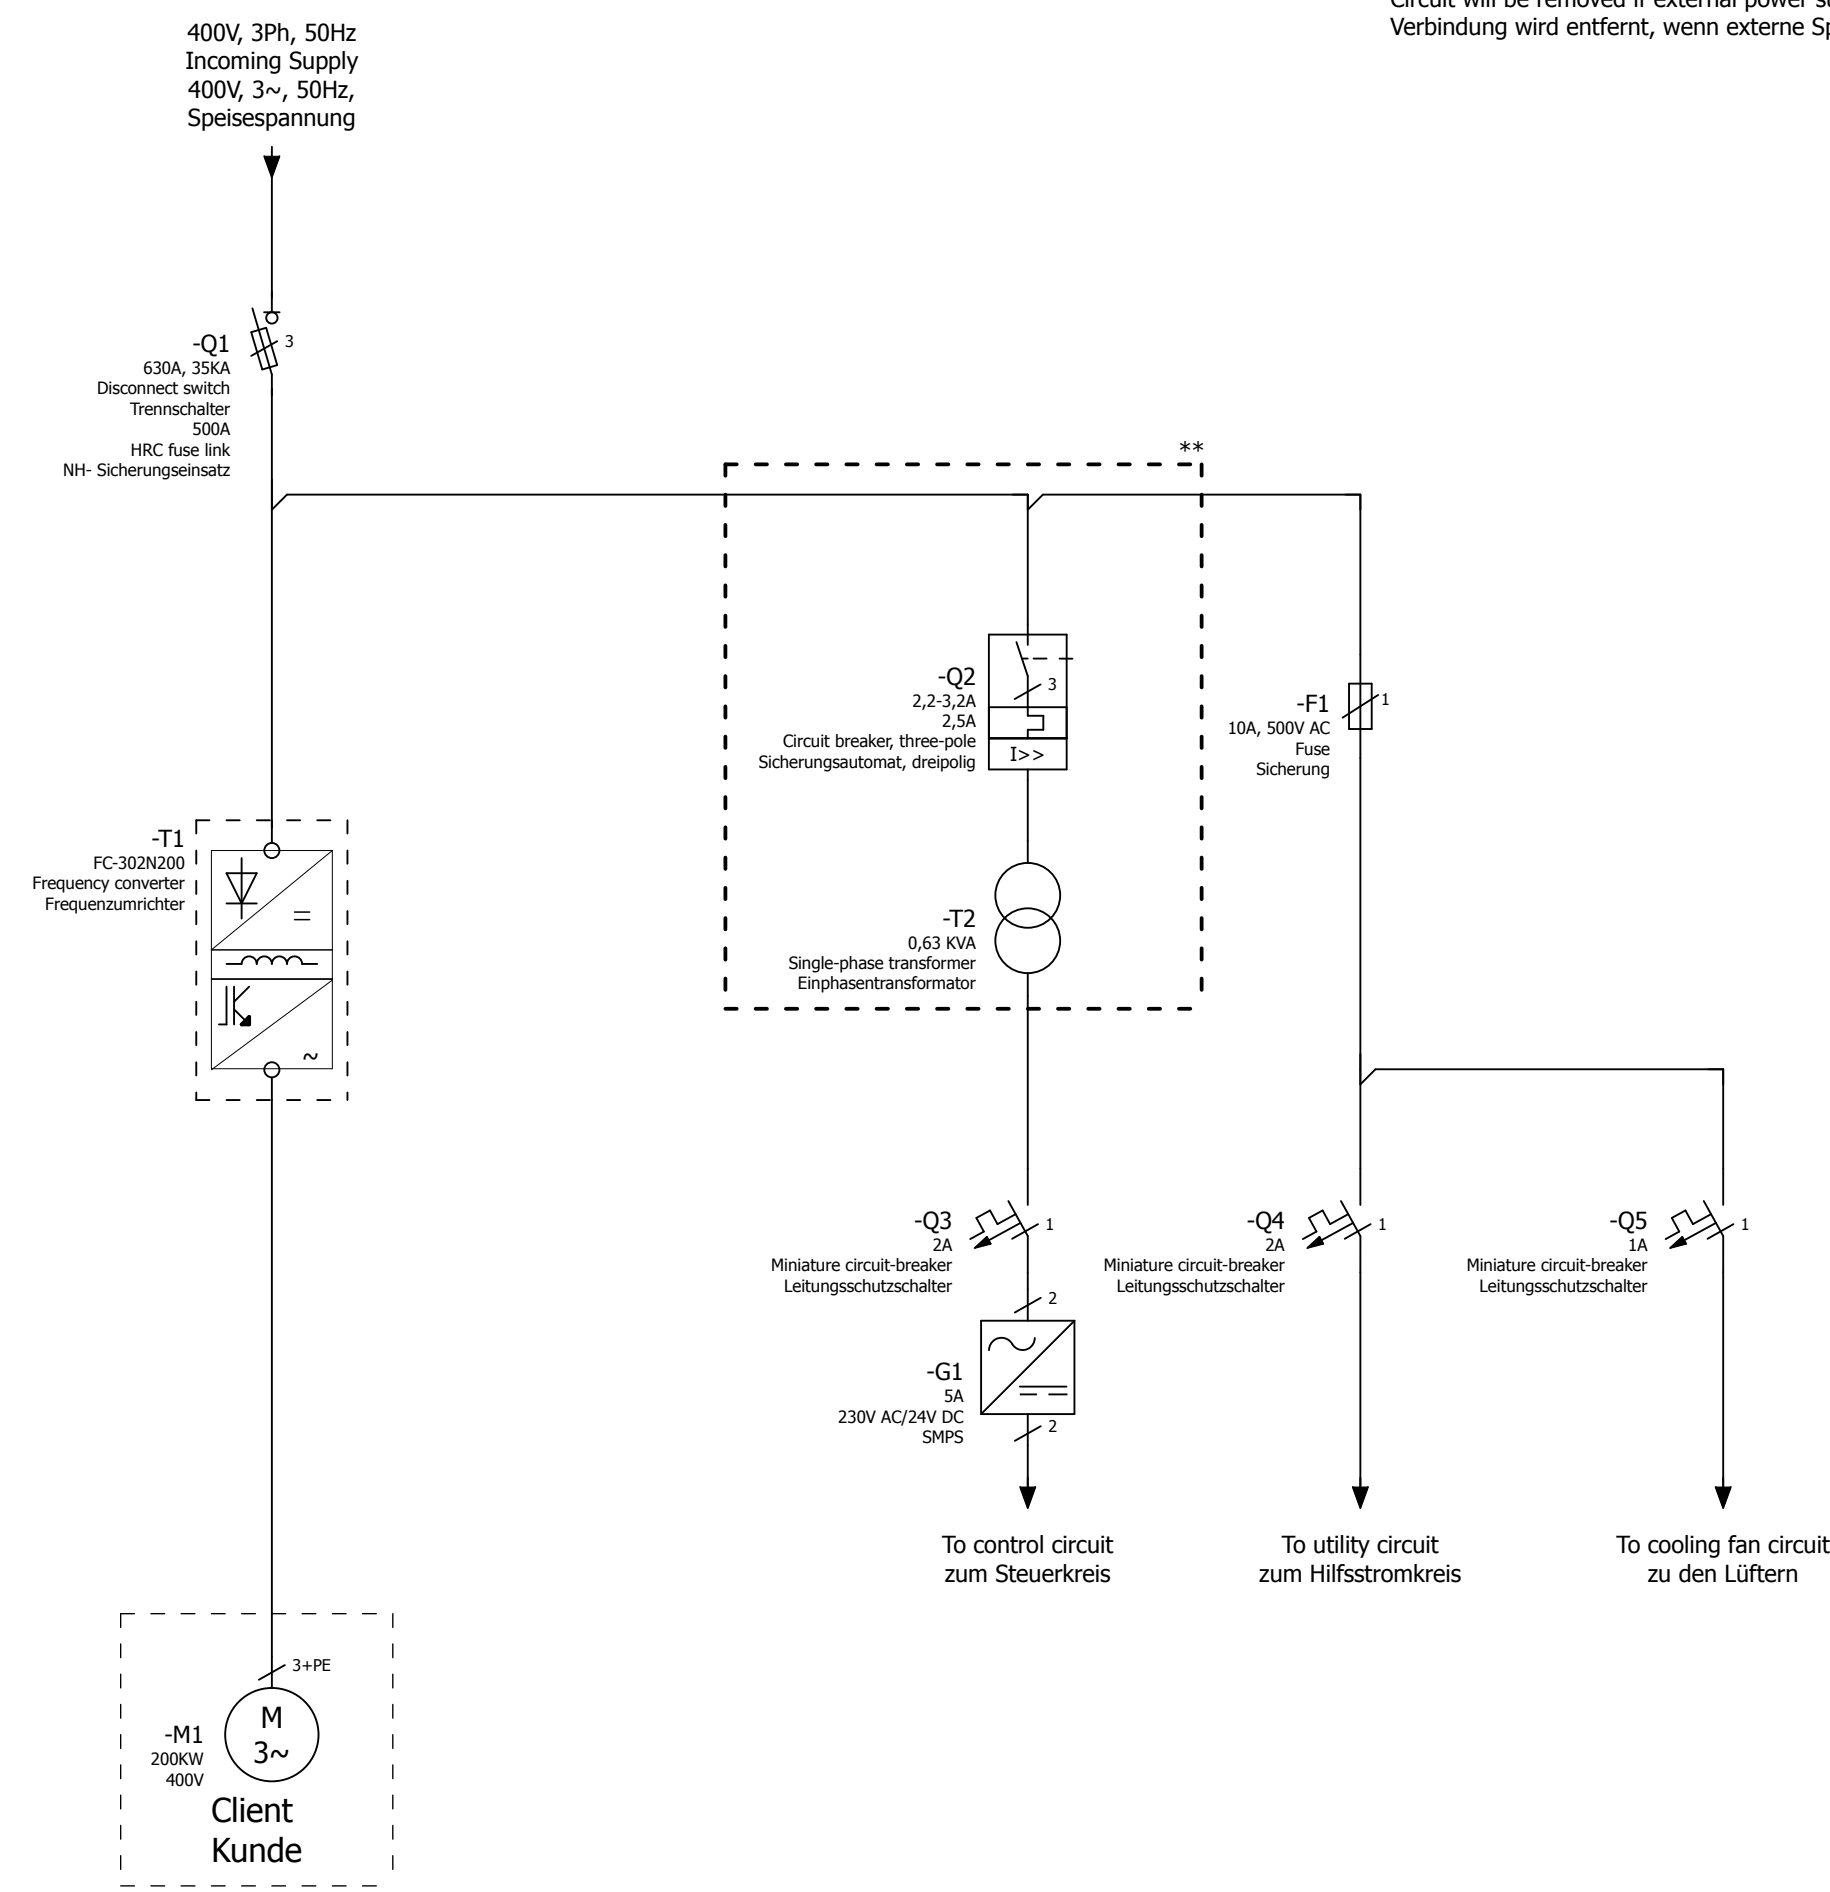 Circuit will be removed if external power
Verbindung wird entfernt, wenn externe
400V, 3Ph, 50Hz
Incoming Supply
400V, 3~, 50Hz,
Speisespannung
-Q1
3
630A, 35KA
Disconnect switch
Trennschalter
500A
HRC fuse link
NH- Sicherungseinsatz
**
-Q2
3
2,2-3,2A
2,5A
Circuit breaker, three-pole
Sicherungsautomat, dreipolig
I>>
-F1
1
10A, 500V AC
Fuse
Sicherung
-T1
FC-302N200
Frequency converter
Frequenzumrichter
=
~
-T2
0,63 KVA
Single-phase transformer
Einphasentransformator
-Q3
1
2A
Miniature circuit-breaker
Leitungsschutzschalter
-Q4
1
2A
Miniature circuit-breaker
Leitungsschutzschalter
-Q5
1
1A
Miniature circuit-breaker
Leitungsschutzschalter
2
-G1
5A
230V AC/24V DC
SMPS
2
To control circuit
zum Steuerkreis
To utility circuit
zum Hilfsstromkreis
To cooling fan circuit
zu den Lüftern
3+PE
M
3~
-M1
200KW
400V
Client
Kunde